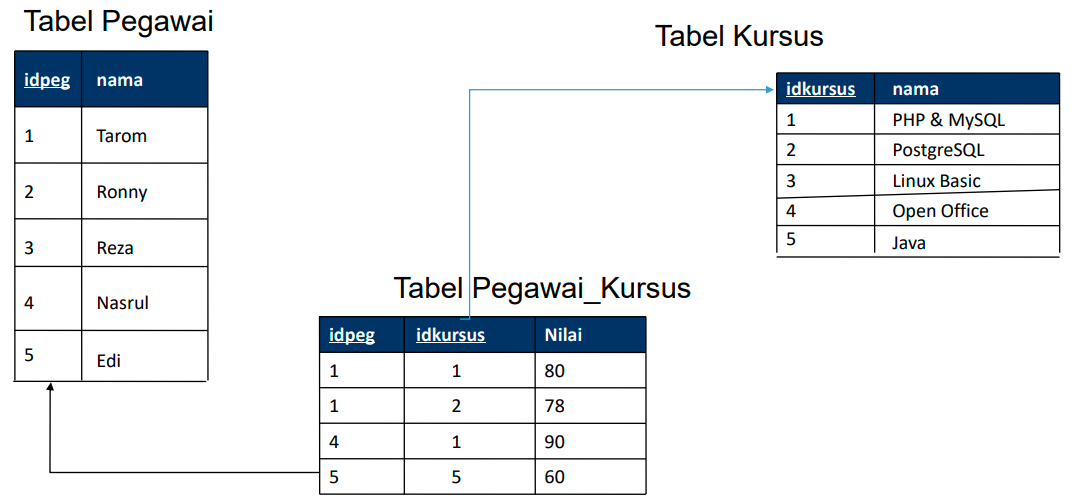 Tabel Pegawai
idpeg nama
1 Tarom
2 Ronny
3 Reza
4 Nasrul
5 Edi
Tabel Kursus
idkursus nama
1 PHP & MySQL
2 PostgreSQL
3 Linux Basic
4 Open Office
5 Java
Tabel Pegawai_Kursus
idpeg idkursus Nilai
1 1 80
1 2 78
4 1 90
5 5 60